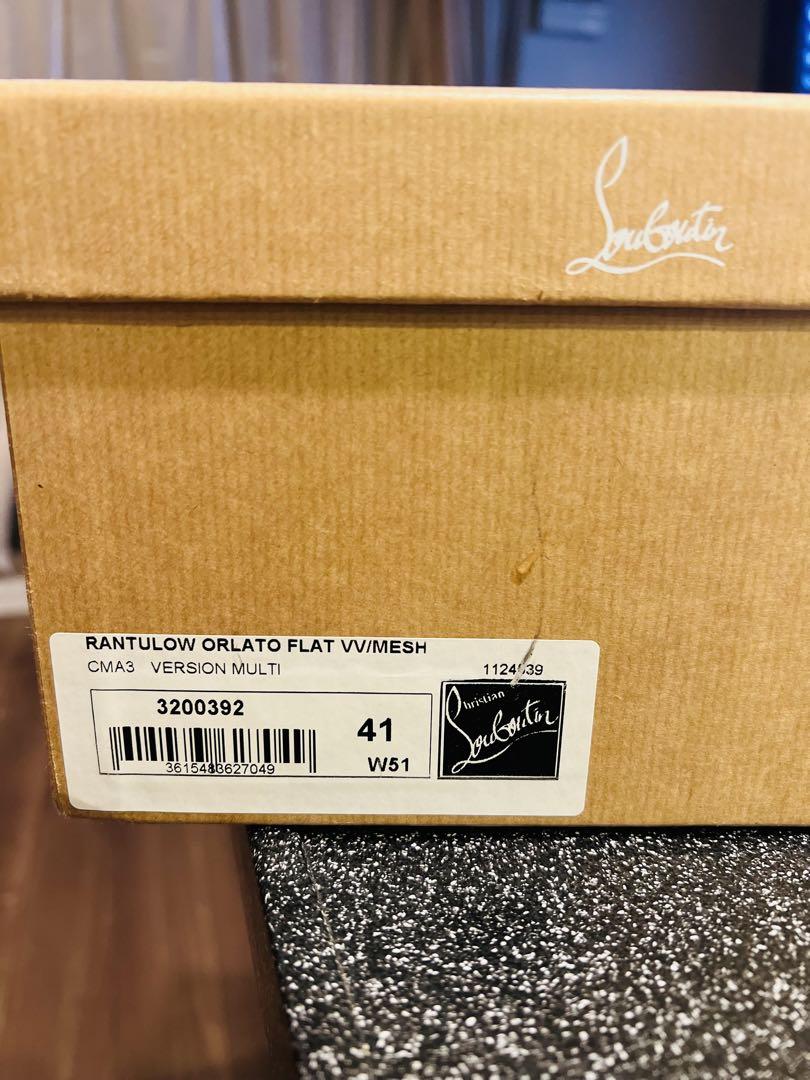 Louboutin
RANTULOW ORLATO FLAT VV/MESH
CMA3 VERSION MULTI
3200392
3615483627049
41
W51
Christian
Louboutin